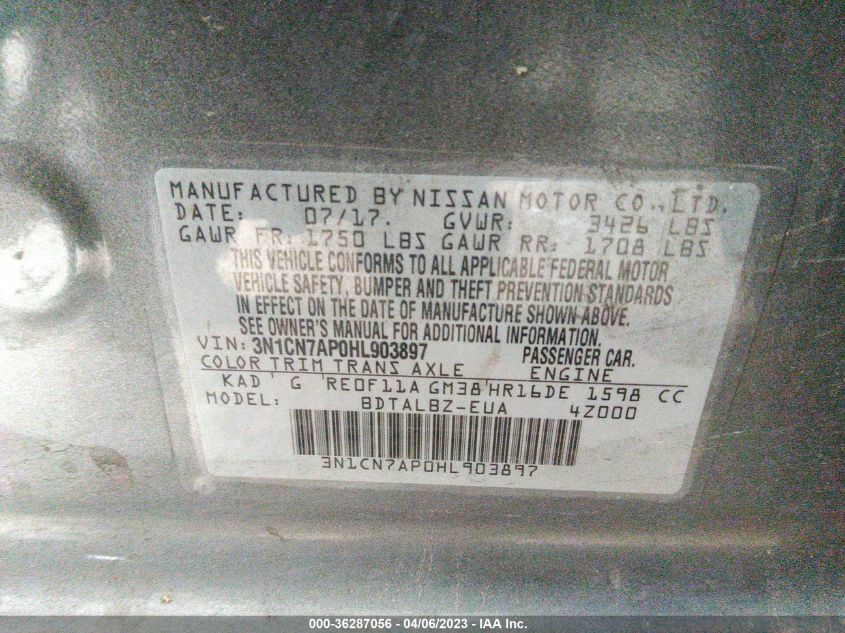 MANUFACTURED BY NISSAN MOTOR CO., LTD.
DATE: 07/17. GVWR: 3426 LBS
GAWR FR: 1750 LBS GAWR RR: 1708 LBS
THIS VEHICLE CONFORMS TO ALL APPLICABLE FEDERAL MOTOR
VEHICLE SAFETY, BUMPER AND THEFT PREVENTION STANDARDS
IN EFFECT ON THE DATE OF MANUFACTURE SHOWN ABOVE.
SEE OWNER'S MANUAL FOR ADDITIONAL INFORMATION.
VIN: 3N1CN7AP0HL903897 PASSENGER CAR.
COLOR TRIM TRANS AXLE ENGINE
KAD G RE0F11A GM38 HR16DE 1598 CC
MODEL: BDTALBZ-EUA 4Z000
3N1CN7AP0HL903897
000-36287056 - 04/06/2023 - IAA Inc.